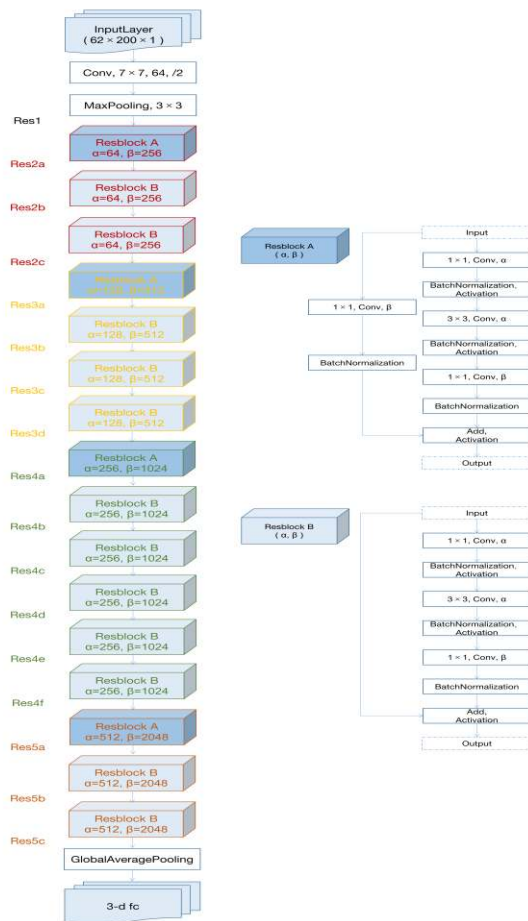 InputLayer
( 62 × 200 × 1 )
Conv, 7 × 7, 64, /2
MaxPooling, 3 × 3
Res1
Resblock A
α=64, β=256
Res2a
Resblock B
α=64, β=256
Res2b
Resblock B
α=64, β=256
Res2c
Resblock A
α=128, β=512
Res3a
Resblock B
α=128, β=512
Res3b
Resblock B
α=128, β=512
Res3c
Resblock B
α=128, β=512
Res3d
Resblock A
α=256, β=1024
Res4a
Resblock B
α=256, β=1024
Res4b
Resblock B
α=256, β=1024
Res4c
Resblock B
α=256, β=1024
Res4d
Resblock B
α=256, β=1024
Res4e
Resblock B
α=256, β=1024
Res4f
Resblock A
α=512, β=2048
Res5a
Resblock B
α=512, β=2048
Res5b
Resblock B
α=512, β=2048
Res5c
GlobalAveragePooling
3-d fc
Resblock A
( α, β )
1 × 1, Conv, β
BatchNormalization
Input
1 × 1, Conv, α
BatchNormalization,
Activation
3 × 3, Conv, α
BatchNormalization,
Activation
1 × 1, Conv, β
BatchNormalization
Add,
Activation
Output
Resblock B
( α, β )
Input
1 × 1, Conv, α
BatchNormalization,
Activation
3 × 3, Conv, α
BatchNormalization,
Activation
1 × 1, Conv, β
BatchNormalization
Add,
Activation
Output